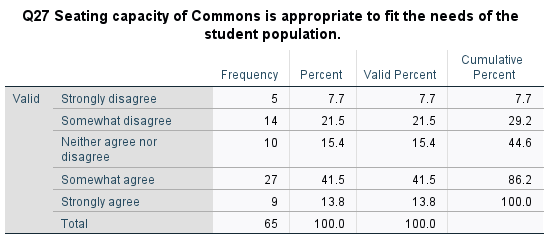 Q27 Seating capacity of Commons is appropriate to fit the needs of the
student population.
Frequency Percent Valid Percent Cumulative
Percent
Valid Strongly disagree 5 7.7 7.7 7.7
Somewhat disagree 14 21.5 21.5 29.2
Neither agree nor 10 15.4 15.4 44.6
disagree
Somewhat agree 27 41.5 41.5 86.2
Strongly agree 9 13.8 13.8 100.0
Total 65 100.0 100.0